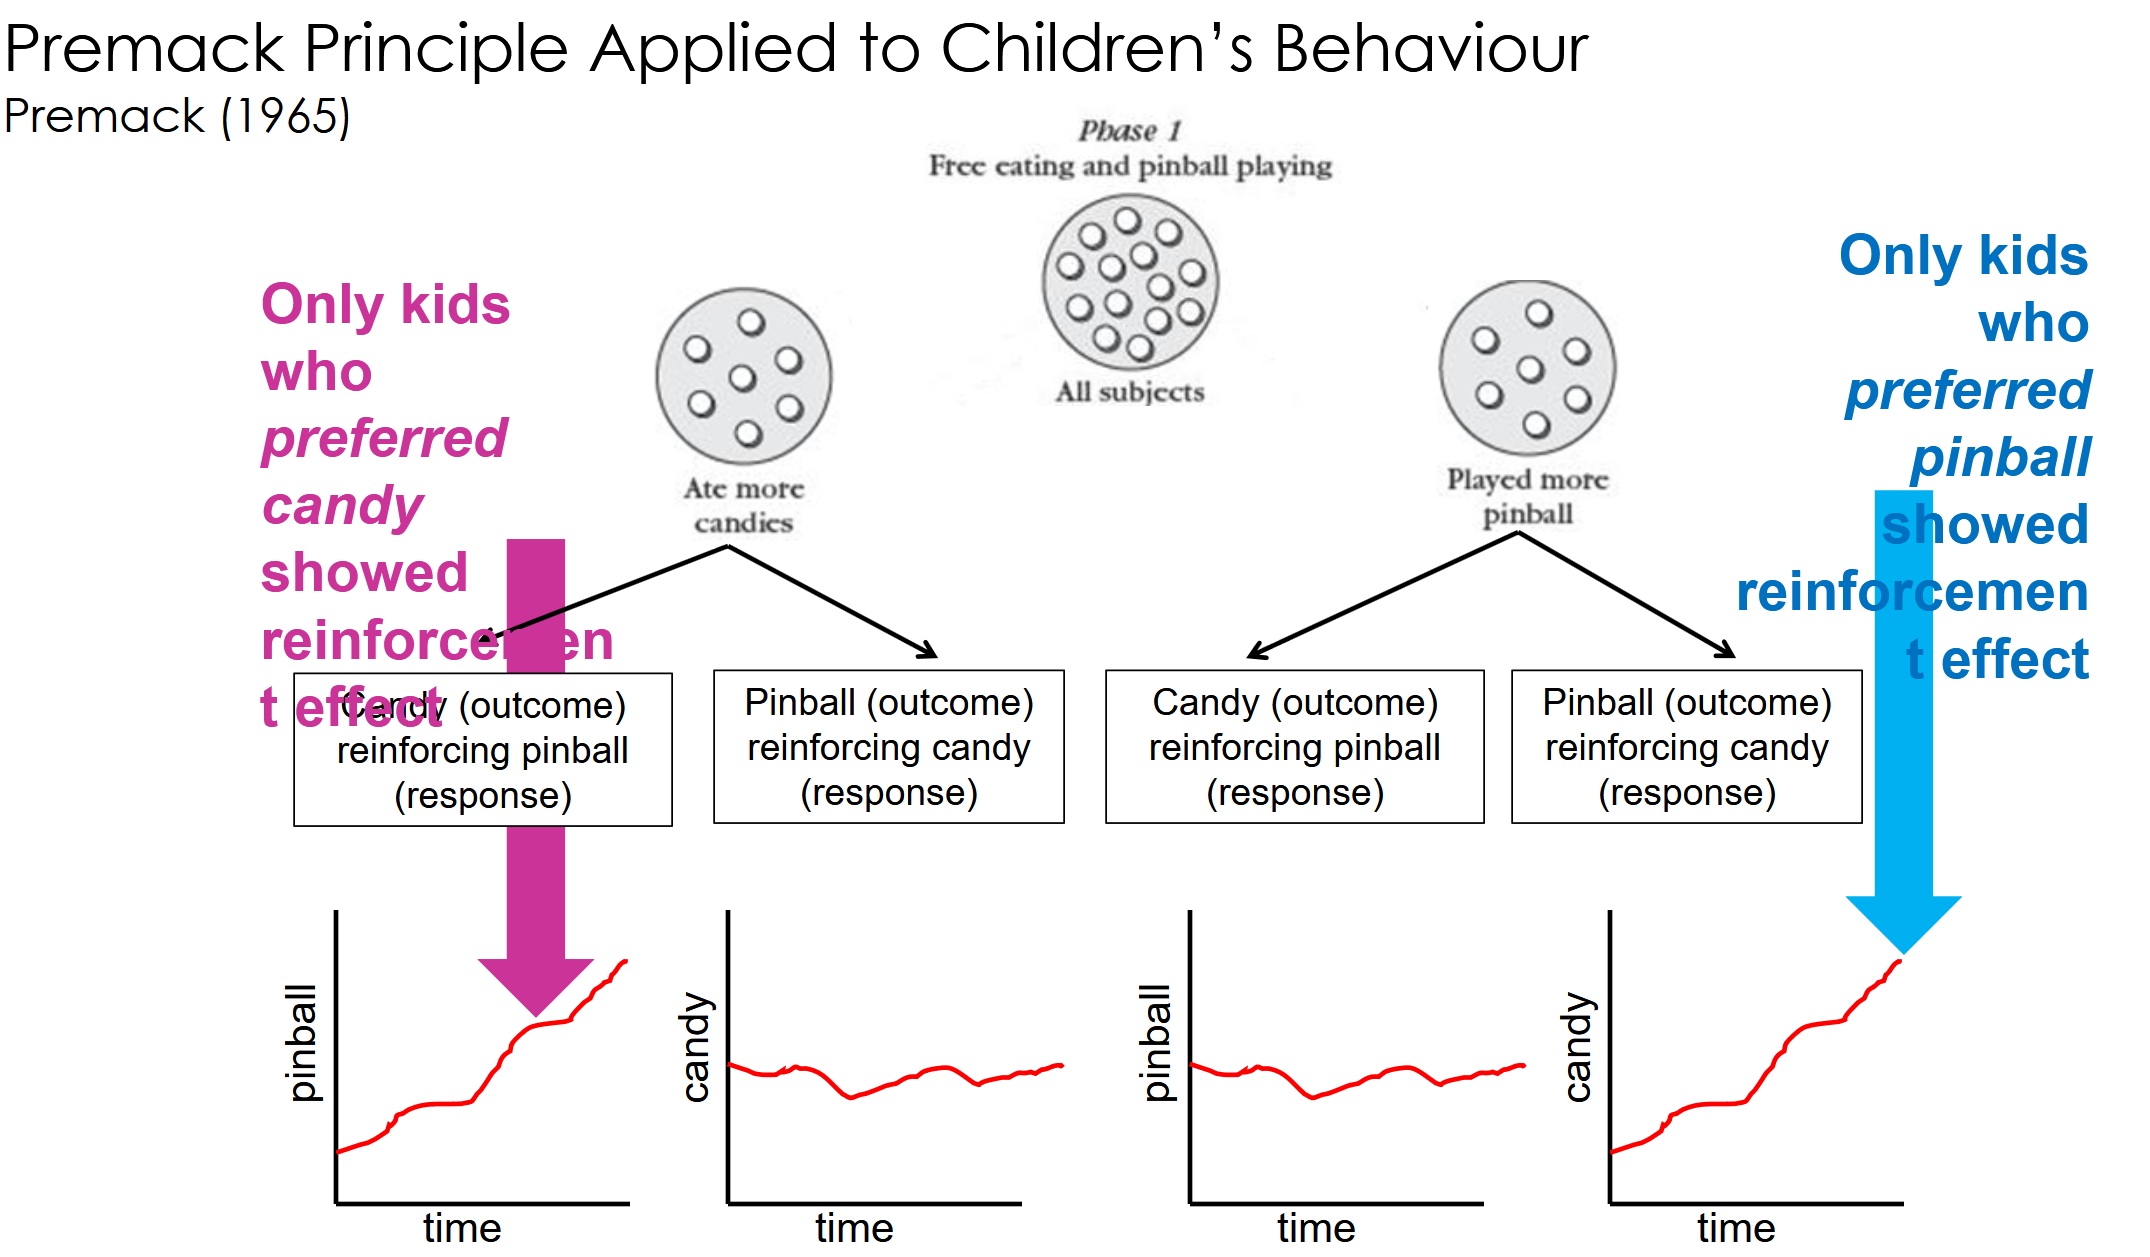 Premack Principle Applied to Children’s Behaviour
Premack (1965)
Phase 1
Free eating and pinball playing
All subjects
Only kids
who
preferred
candy
showed
reinforcemen
t effect
Ate more
candies
Played more
pinball
Only kids
who
preferred
pinball
showed
reinforcemen
t effect
Candy (outcome)
reinforcing pinball
(response)
Pinball (outcome)
reinforcing candy
(response)
Candy (outcome)
reinforcing pinball
(response)
Pinball (outcome)
reinforcing candy
(response)
pinball
time
candy
time
pinball
time
candy
time